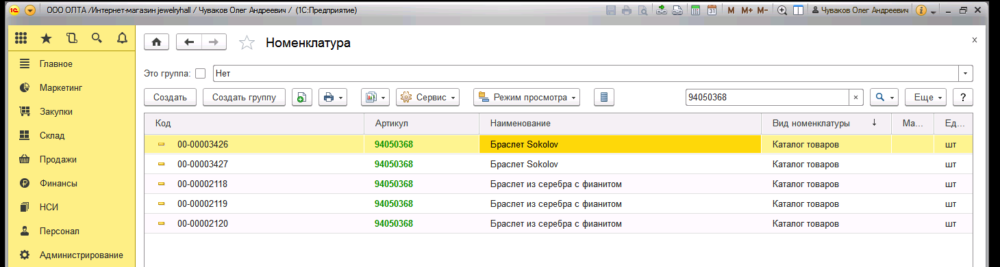 ООО ОЛТА /Интернет-магазин jewelryhall / Чуваков Олег Андреевич / (1С:Предприятие)
31 M M+ M− Чуваков Олег Андреевич
Номенклатура
Главное
Маркетинг
Закупки
Склад
Продажи
Финансы
НСИ
Персонал
Администрирование
Это группа: Нет
Создать Создать группу Сервис Режим просмотра 94050368 Еще ?
Код Артикул Наименование Вид номенклатуры ↓ Ма... Ед...
00-00003426 94050368 Браслет Sokolov Каталог товаров шт
00-00003427 94050368 Браслет Sokolov Каталог товаров шт
00-00002118 94050368 Браслет из серебра с фианитом Каталог товаров шт
00-00002119 94050368 Браслет из серебра с фианитом Каталог товаров шт
00-00002120 94050368 Браслет из серебра с фианитом Каталог товаров шт